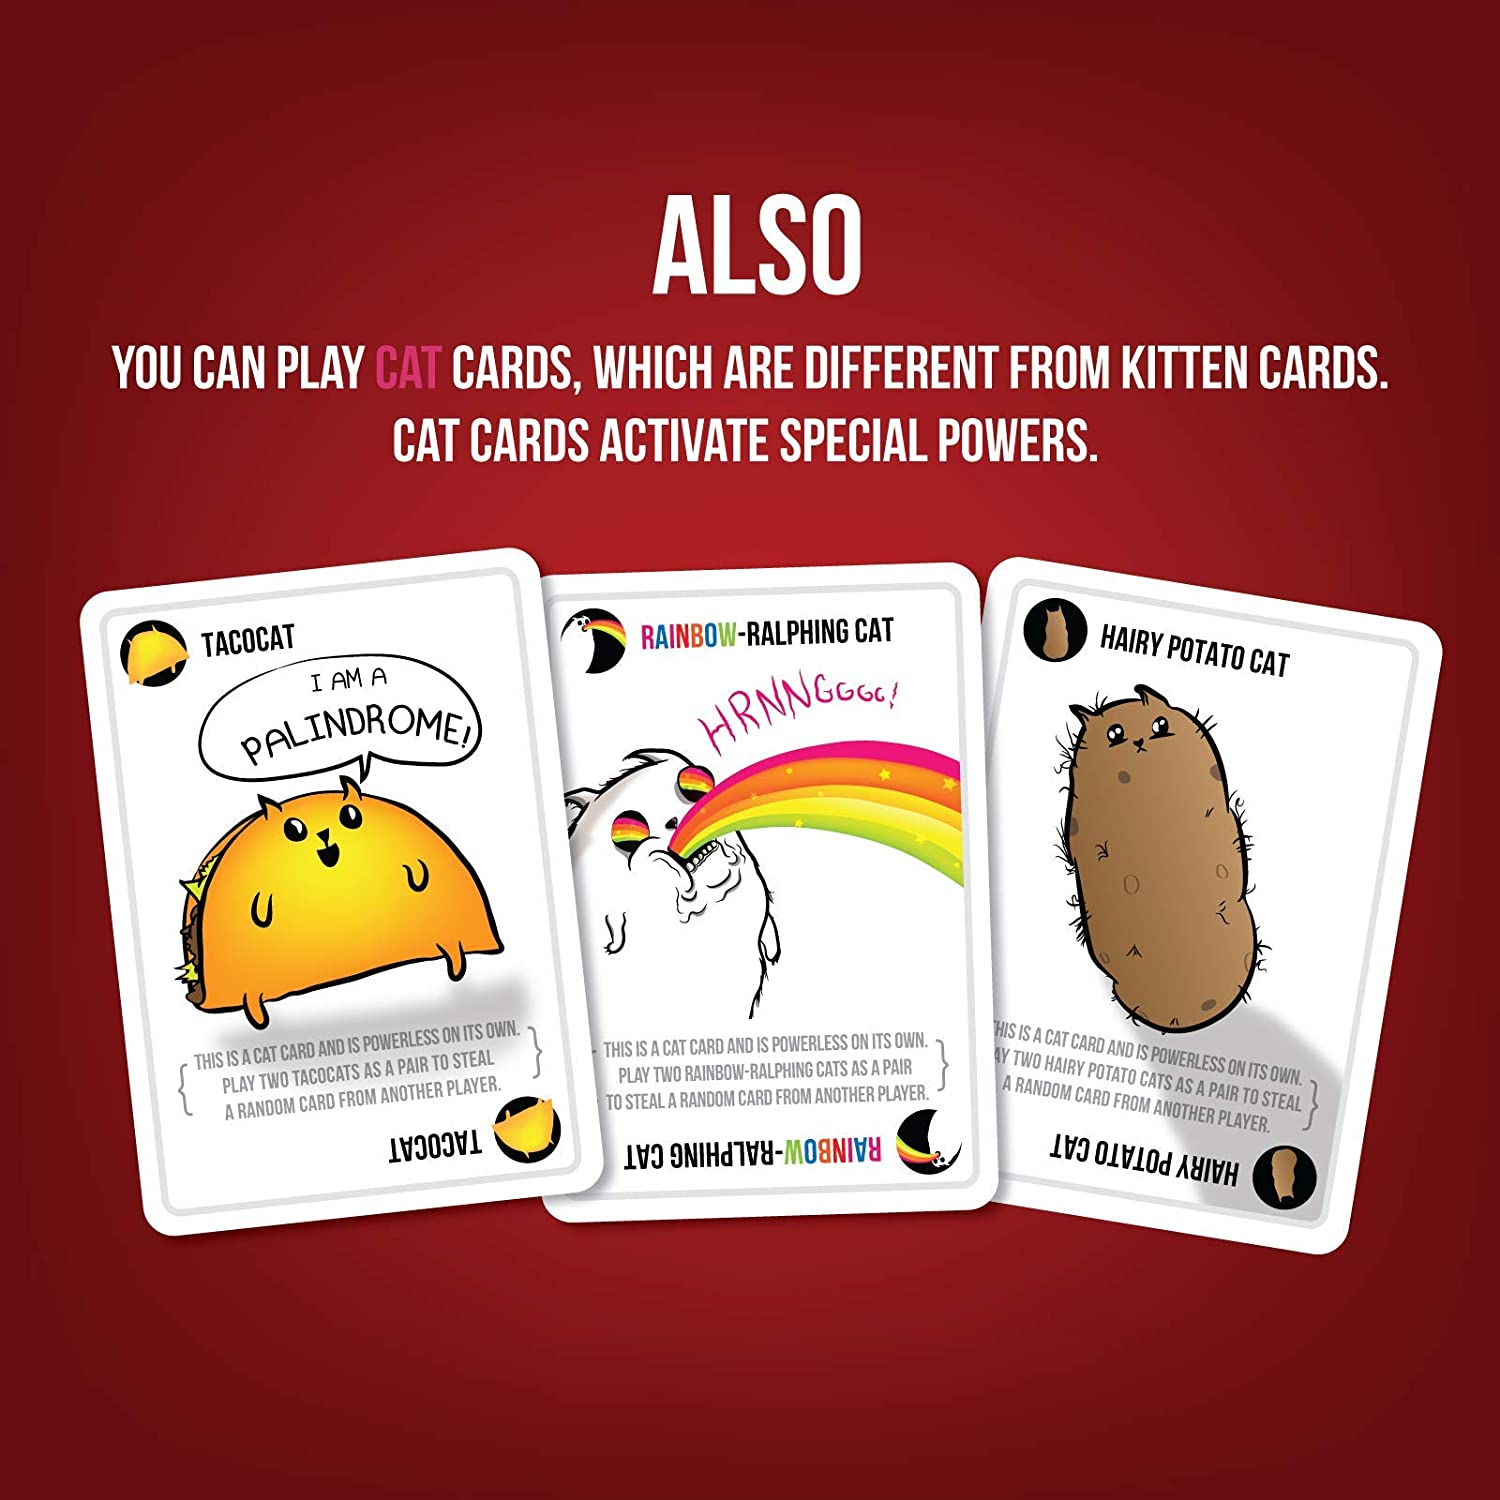 ALSO
YOU CAN PLAY CAT CARDS, WHICH ARE DIFFERENT FROM KITTEN CARDS.
CAT CARDS ACTIVATE SPECIAL POWERS.
TACOCAT
I AM A
PALINDROME!
THIS IS A CAT CARD AND IS POWERLESS ON ITS OWN.
PLAY TWO TACOCATS AS A PAIR TO STEAL
A RANDOM CARD FROM ANOTHER PLAYER.
TACOCAT
RAINBOW-RALPHING CAT
HRNNGGGG!
THIS IS A CAT CARD AND IS POWERLESS ON ITS OWN.
PLAY TWO RAINBOW-RALPHING CATS AS A PAIR
TO STEAL A RANDOM CARD FROM ANOTHER PLAYER.
RAINBOW-RALPHING CAT
HAIRY POTATO CAT
THIS IS A CAT CARD AND IS POWERLESS ON ITS OWN.
AY TWO HAIRY POTATO CATS AS A PAIR TO STEAL
A RANDOM CARD FROM ANOTHER PLAYER.
HAIRY POTATO CAT